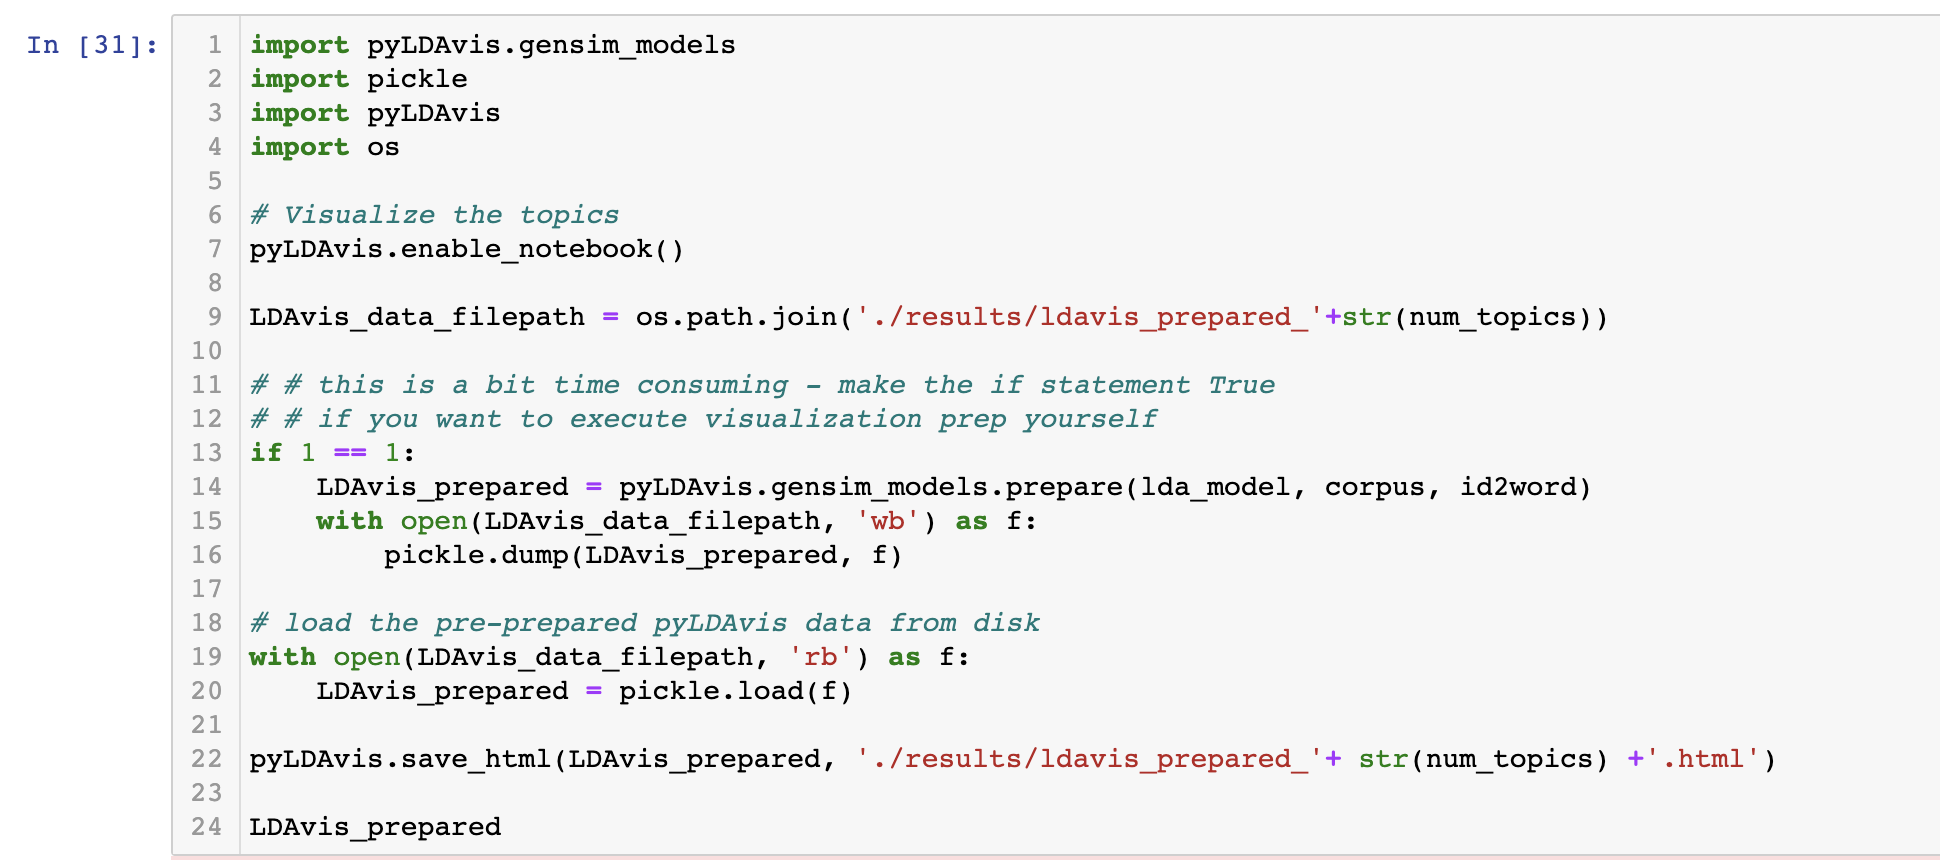 In [31]:
1 import pyLDAvis.gensim_models
2 import pickle
3 import pyLDAvis
4 import os
5
6 # Visualize the topics
7 pyLDAvis.enable_notebook()
8
9 LDAvis_data_filepath = os.path.join('./results/ldavis_prepared_'+str(num_topics))
10
11 # # this is a bit time consuming - make the if statement True
12 # # if you want to execute visualization prep yourself
13 if 1 == 1:
14     LDAvis_prepared = pyLDAvis.gensim_models.prepare(lda_model, corpus, id2word)
15     with open(LDAvis_data_filepath, 'wb') as f:
16         pickle.dump(LDAvis_prepared, f)
17
18 # load the pre-prepared pyLDAvis data from disk
19 with open(LDAvis_data_filepath, 'rb') as f:
20     LDAvis_prepared = pickle.load(f)
21
22 pyLDAvis.save_html(LDAvis_prepared, './results/ldavis_prepared_'+ str(num_topics) +'.html')
23
24 LDAvis_prepared